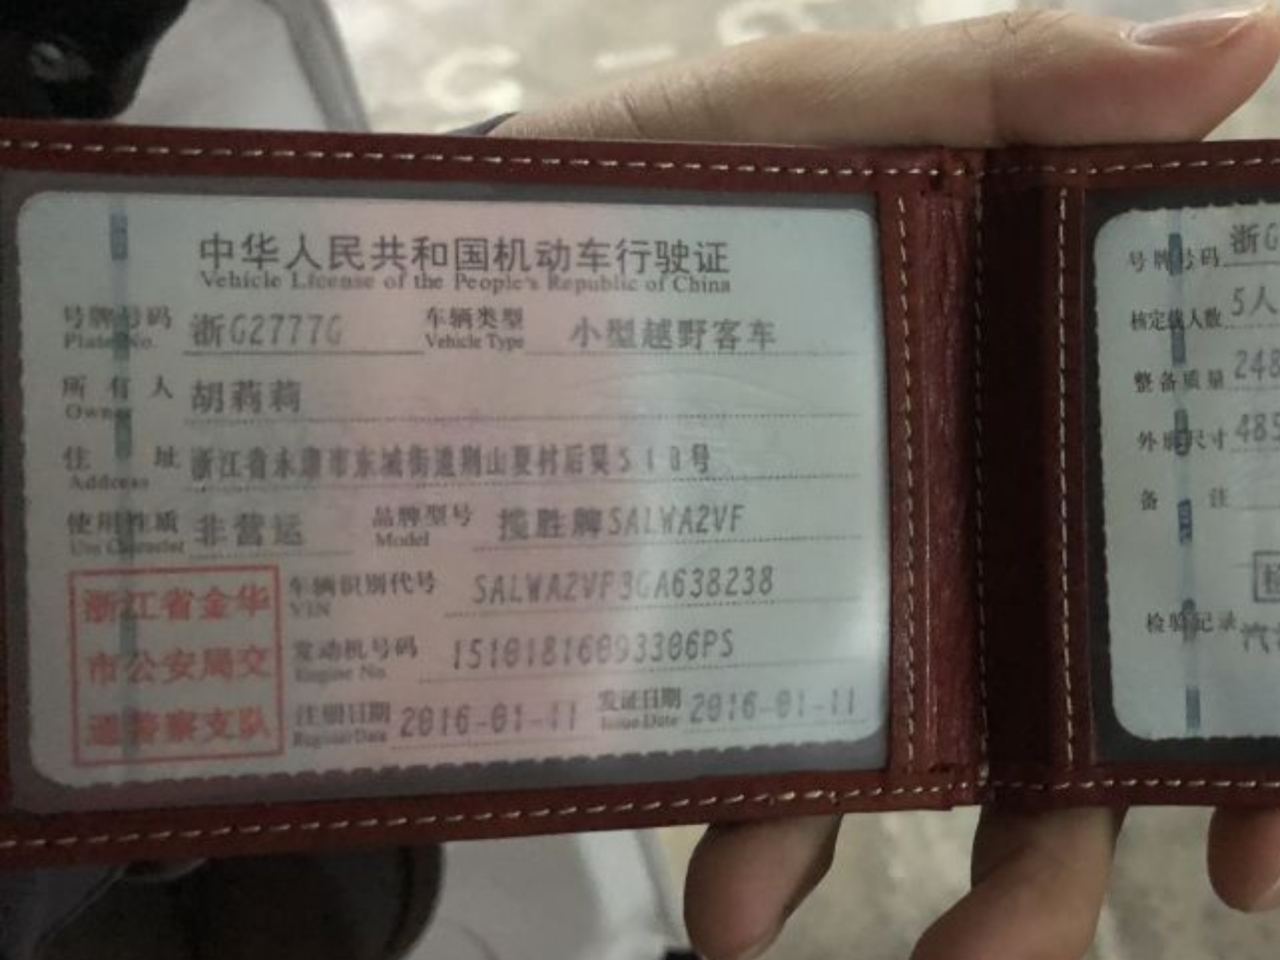 中华人民共和国机动车行驶证
Vehicle License of the People's Republic of China
号牌号码 浙G2777G 车辆类型 小型越野客车
Plate No. Vehicle Type
所有人 胡莉莉
Owner
住址 浙江省永康市东城街道荆山夏村后昊510号
Address
使用性质 非营运 品牌型号 揽胜牌SALWA2VF
Use Character Model
车辆识别代号 SALWA2VF3GA638238
VIN
发动机号码 15101816093306PS
Engine No.
注册日期 2016-01-11 发证日期 2016-01-11
Register Date Issue Date
浙江省金华
市公安局交
通警察支队
号牌号码 浙G
核定载人数 5人
整备质量 248
外廓尺寸 485
备注
检验记录